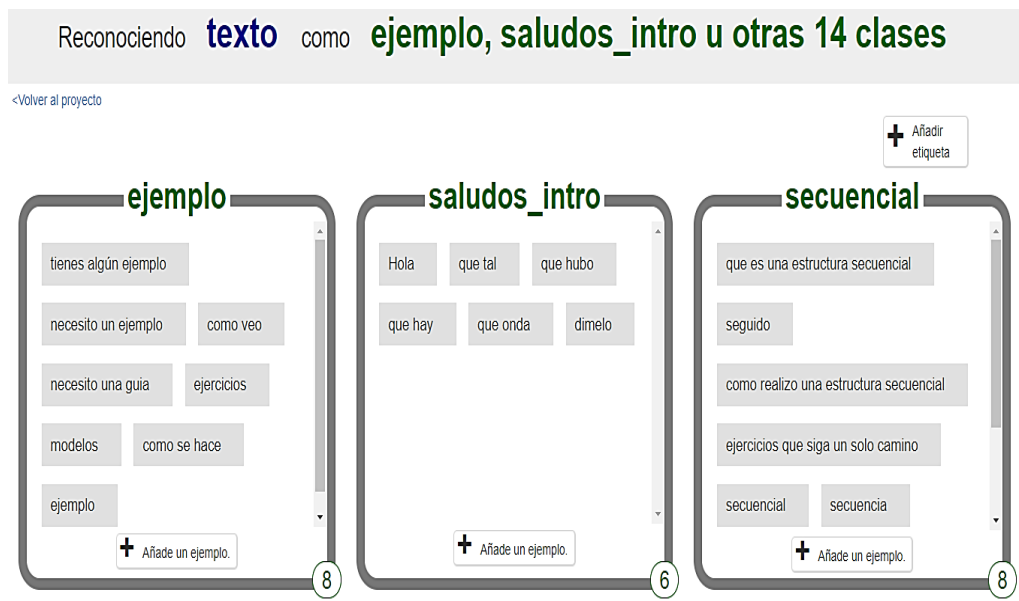 Reconociendo texto como ejemplo, saludos_intro u otras 14 clases
<Volver al proyecto
Añadir
etiqueta
ejemplo
tienes algún ejemplo
necesito un ejemplo como veo
necesito una guia ejercicios
modelos como se hace
ejemplo
+ Añade un ejemplo.
8
saludos_intro
Hola que tal que hubo
que hay que onda dimelo
+ Añade un ejemplo.
6
secuencial
que es una estructura secuencial
seguido
como realizo una estructura secuencial
ejercicios que siga un solo camino
secuencial secuencia
+ Añade un ejemplo.
8